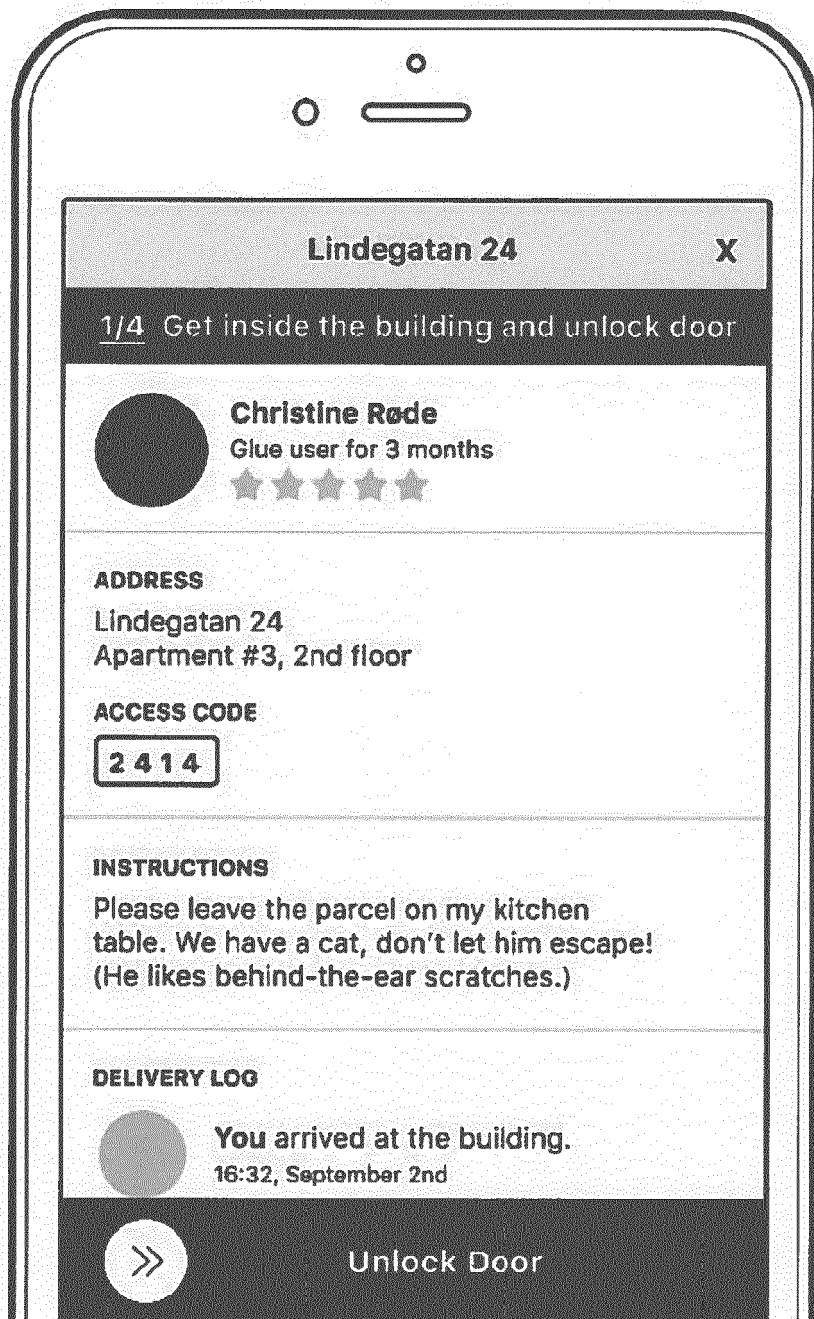 Lindegatan 24 X
1/4 Get inside the building and unlock door
Christine Røde
Glue user for 3 months
ADDRESS
Lindegatan 24
Apartment #3, 2nd floor
ACCESS CODE
2414
INSTRUCTIONS
Please leave the parcel on my kitchen
table. We have a cat, don't let him escape!
(He likes behind-the-ear scratches.)
DELIVERY LOG
You arrived at the building.
16:32, September 2nd
Unlock Door